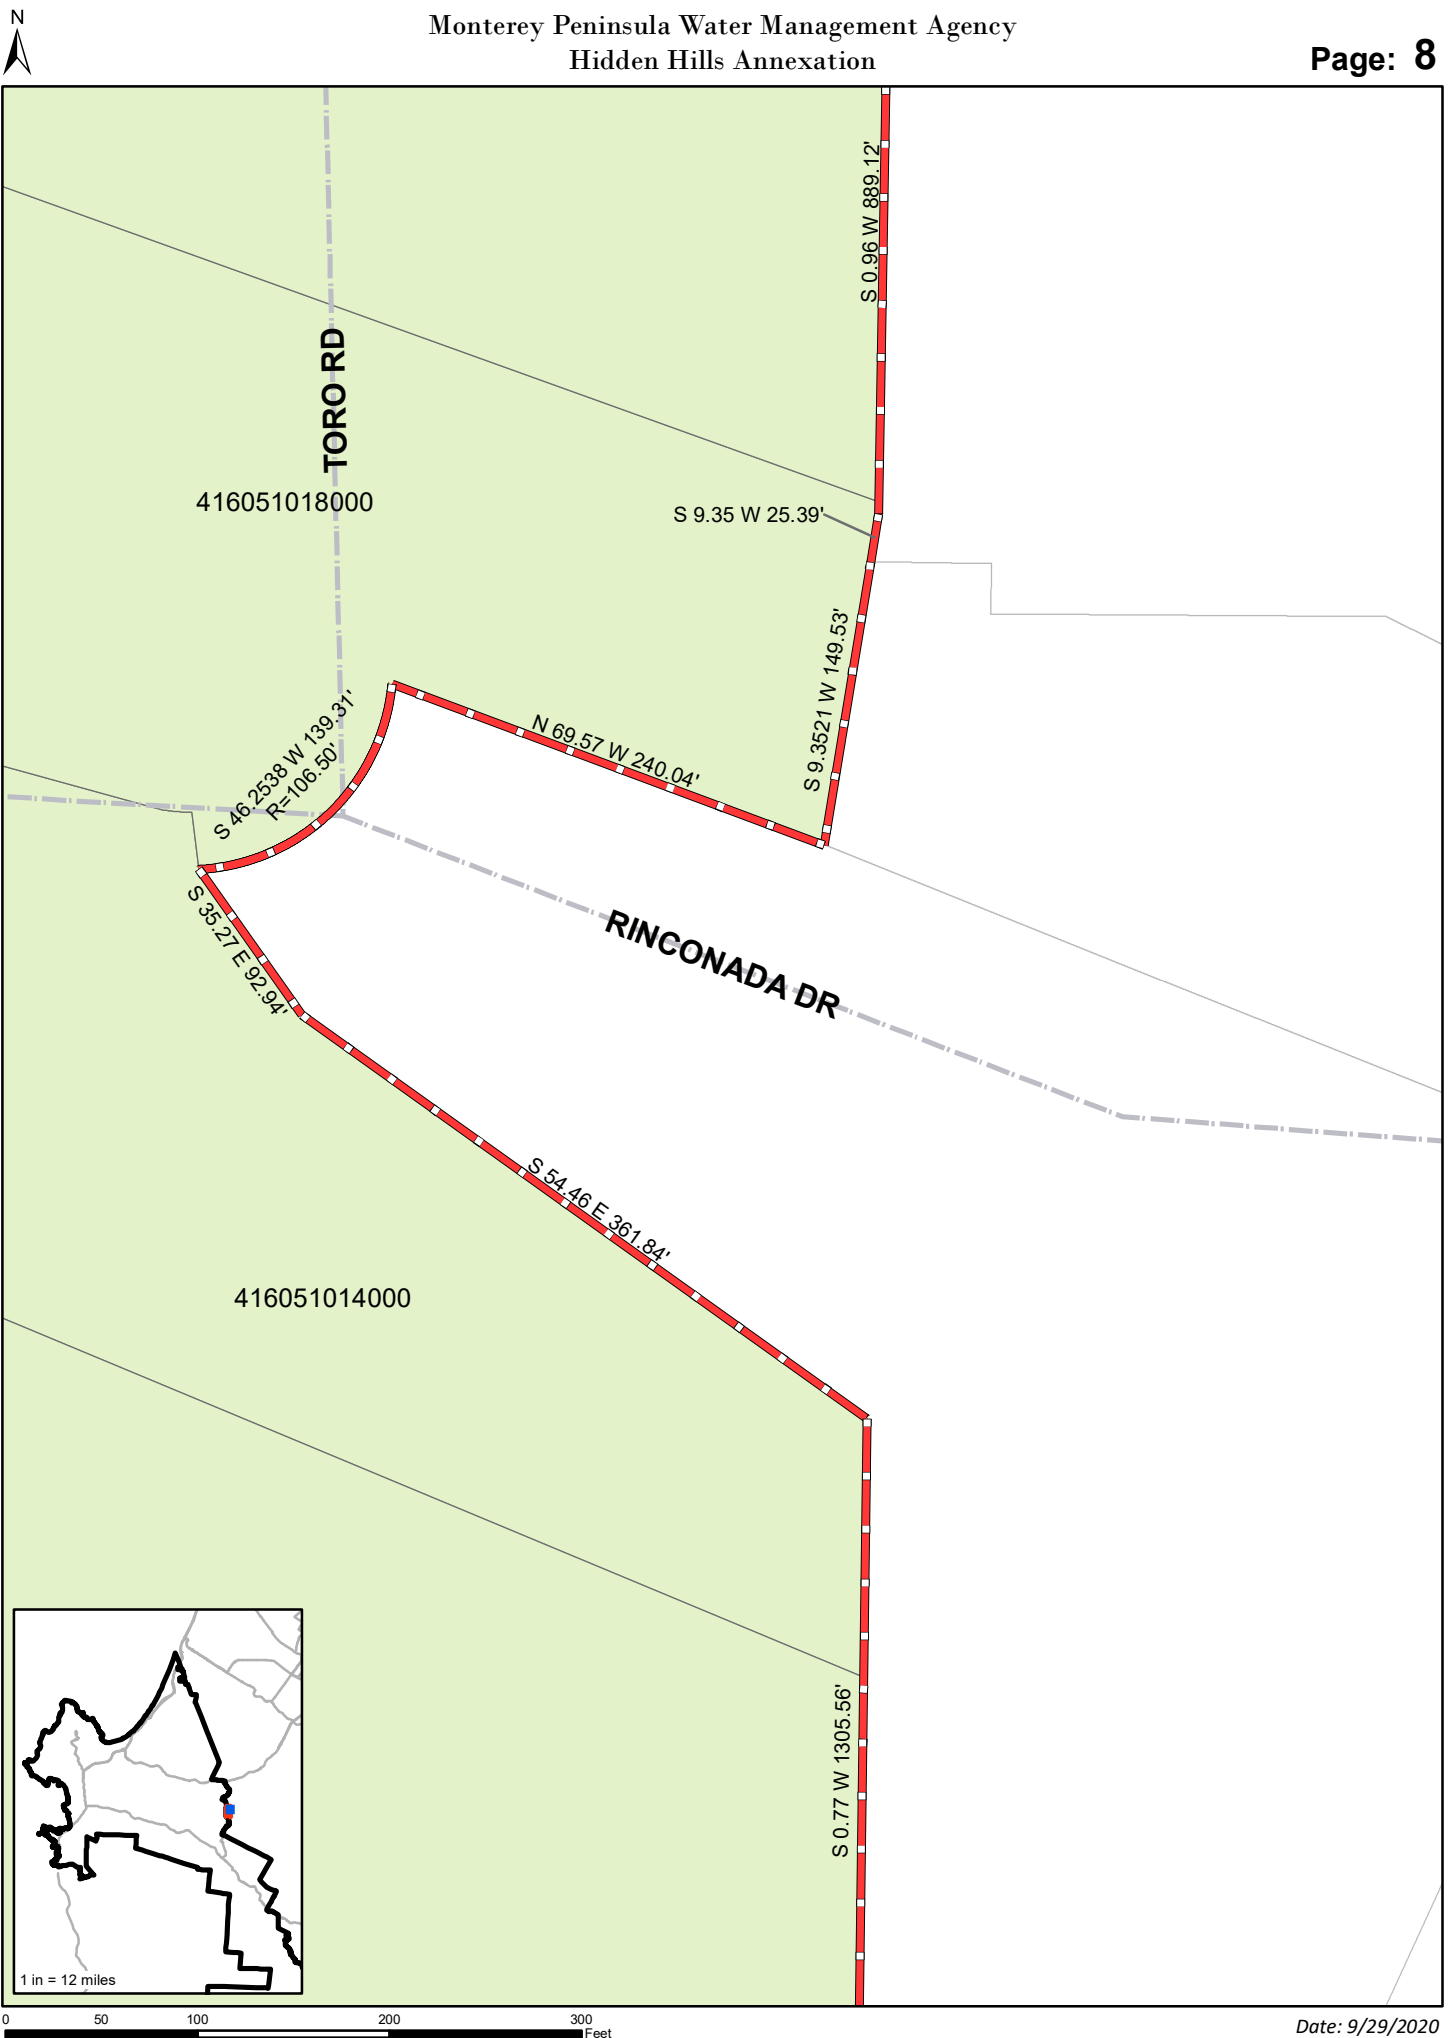 N
Monterey Peninsula Water Management Agency
Hidden Hills Annexation
Page: 8
S 0.96 W 889.12'
TORO RD
416051018000
S 9.35 W 25.39'
S 9.3521 W 149.53'
N 69.57 W 240.04'
S 46.2538 W 139.31'
R=106.50'
S 35.27 E 92.94'
RINCONADA DR
S 54.46 E 361.84'
416051014000
S 0.77 W 1305.56'
1 in = 12 miles
0 50 100 200 300
Feet
Date: 9/29/2020